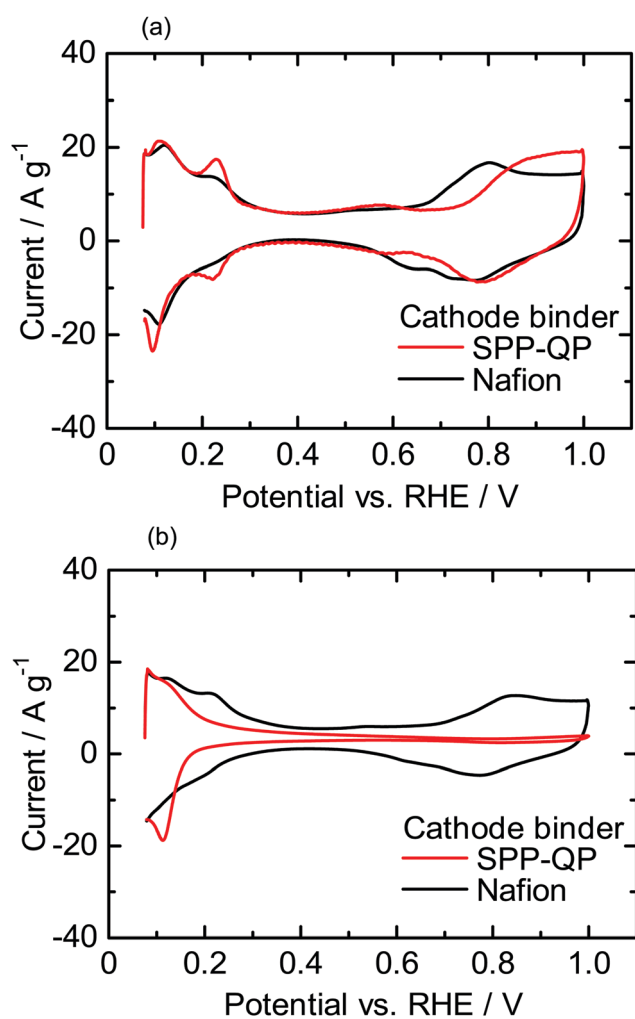 (a)
40
20
0
-20
-40
Current / A g⁻¹
Cathode binder
SPP-QP
Nafion
0 0.2 0.4 0.6 0.8 1.0
Potential vs. RHE / V
(b)
40
20
0
-20
-40
Current / A g⁻¹
Cathode binder
SPP-QP
Nafion
0 0.2 0.4 0.6 0.8 1.0
Potential vs. RHE / V